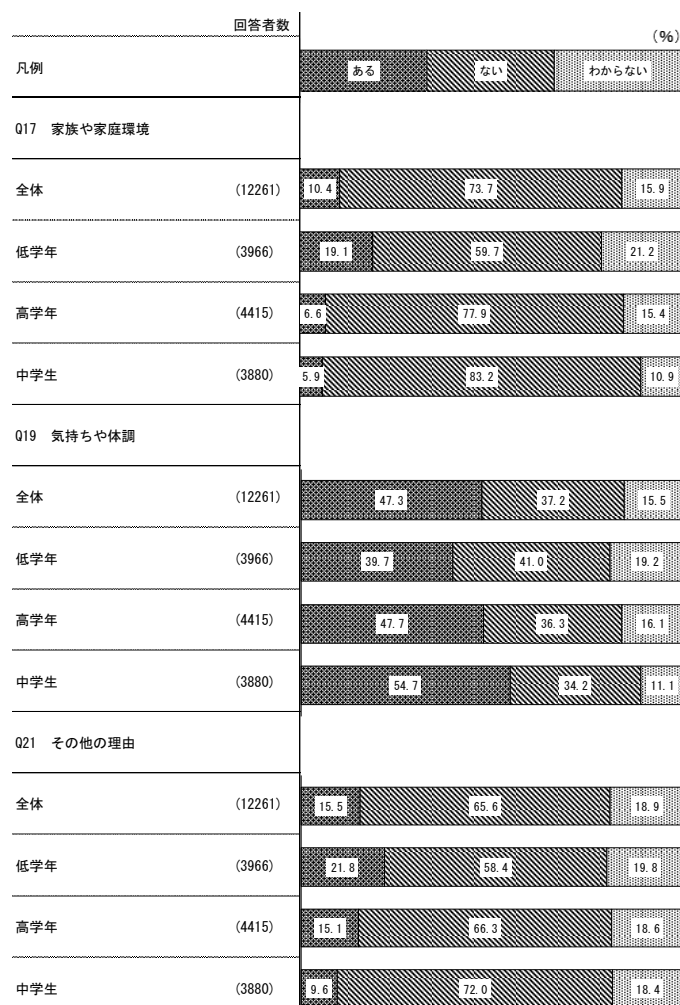 回答者数
(%)
凡例 ある ない わからない
Q17 家族や家庭環境
全体 (12261) 10.4 73.7 15.9
低学年 (3966) 19.1 59.7 21.2
高学年 (4415) 6.6 77.9 15.4
中学生 (3880) 5.9 83.2 10.9
Q19 気持ちや体調
全体 (12261) 47.3 37.2 15.5
低学年 (3966) 39.7 41.0 19.2
高学年 (4415) 47.7 36.3 16.1
中学生 (3880) 54.7 34.2 11.1
Q21 その他の理由
全体 (12261) 15.5 65.6 18.9
低学年 (3966) 21.8 58.4 19.8
高学年 (4415) 15.1 66.3 18.6
中学生 (3880) 9.6 72.0 18.4